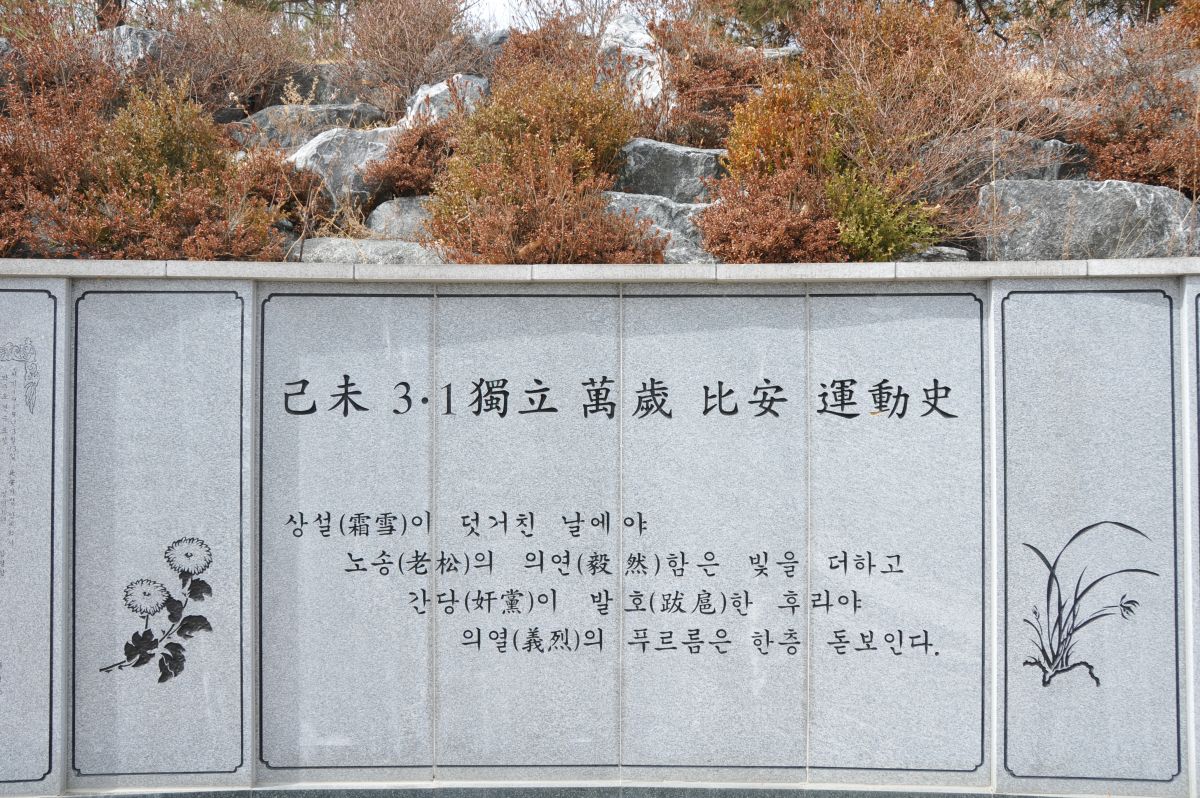 己未 3·1獨立 萬歲 比安 運動史
상설(霜雪)이 덧거친 날에야
노송(老松)의 의연(毅然)함은 빛을 더하고
간당(奸黨)이 발호(跋扈)한 후라야
의열(義烈)의 푸르름은 한층 돋보인다.